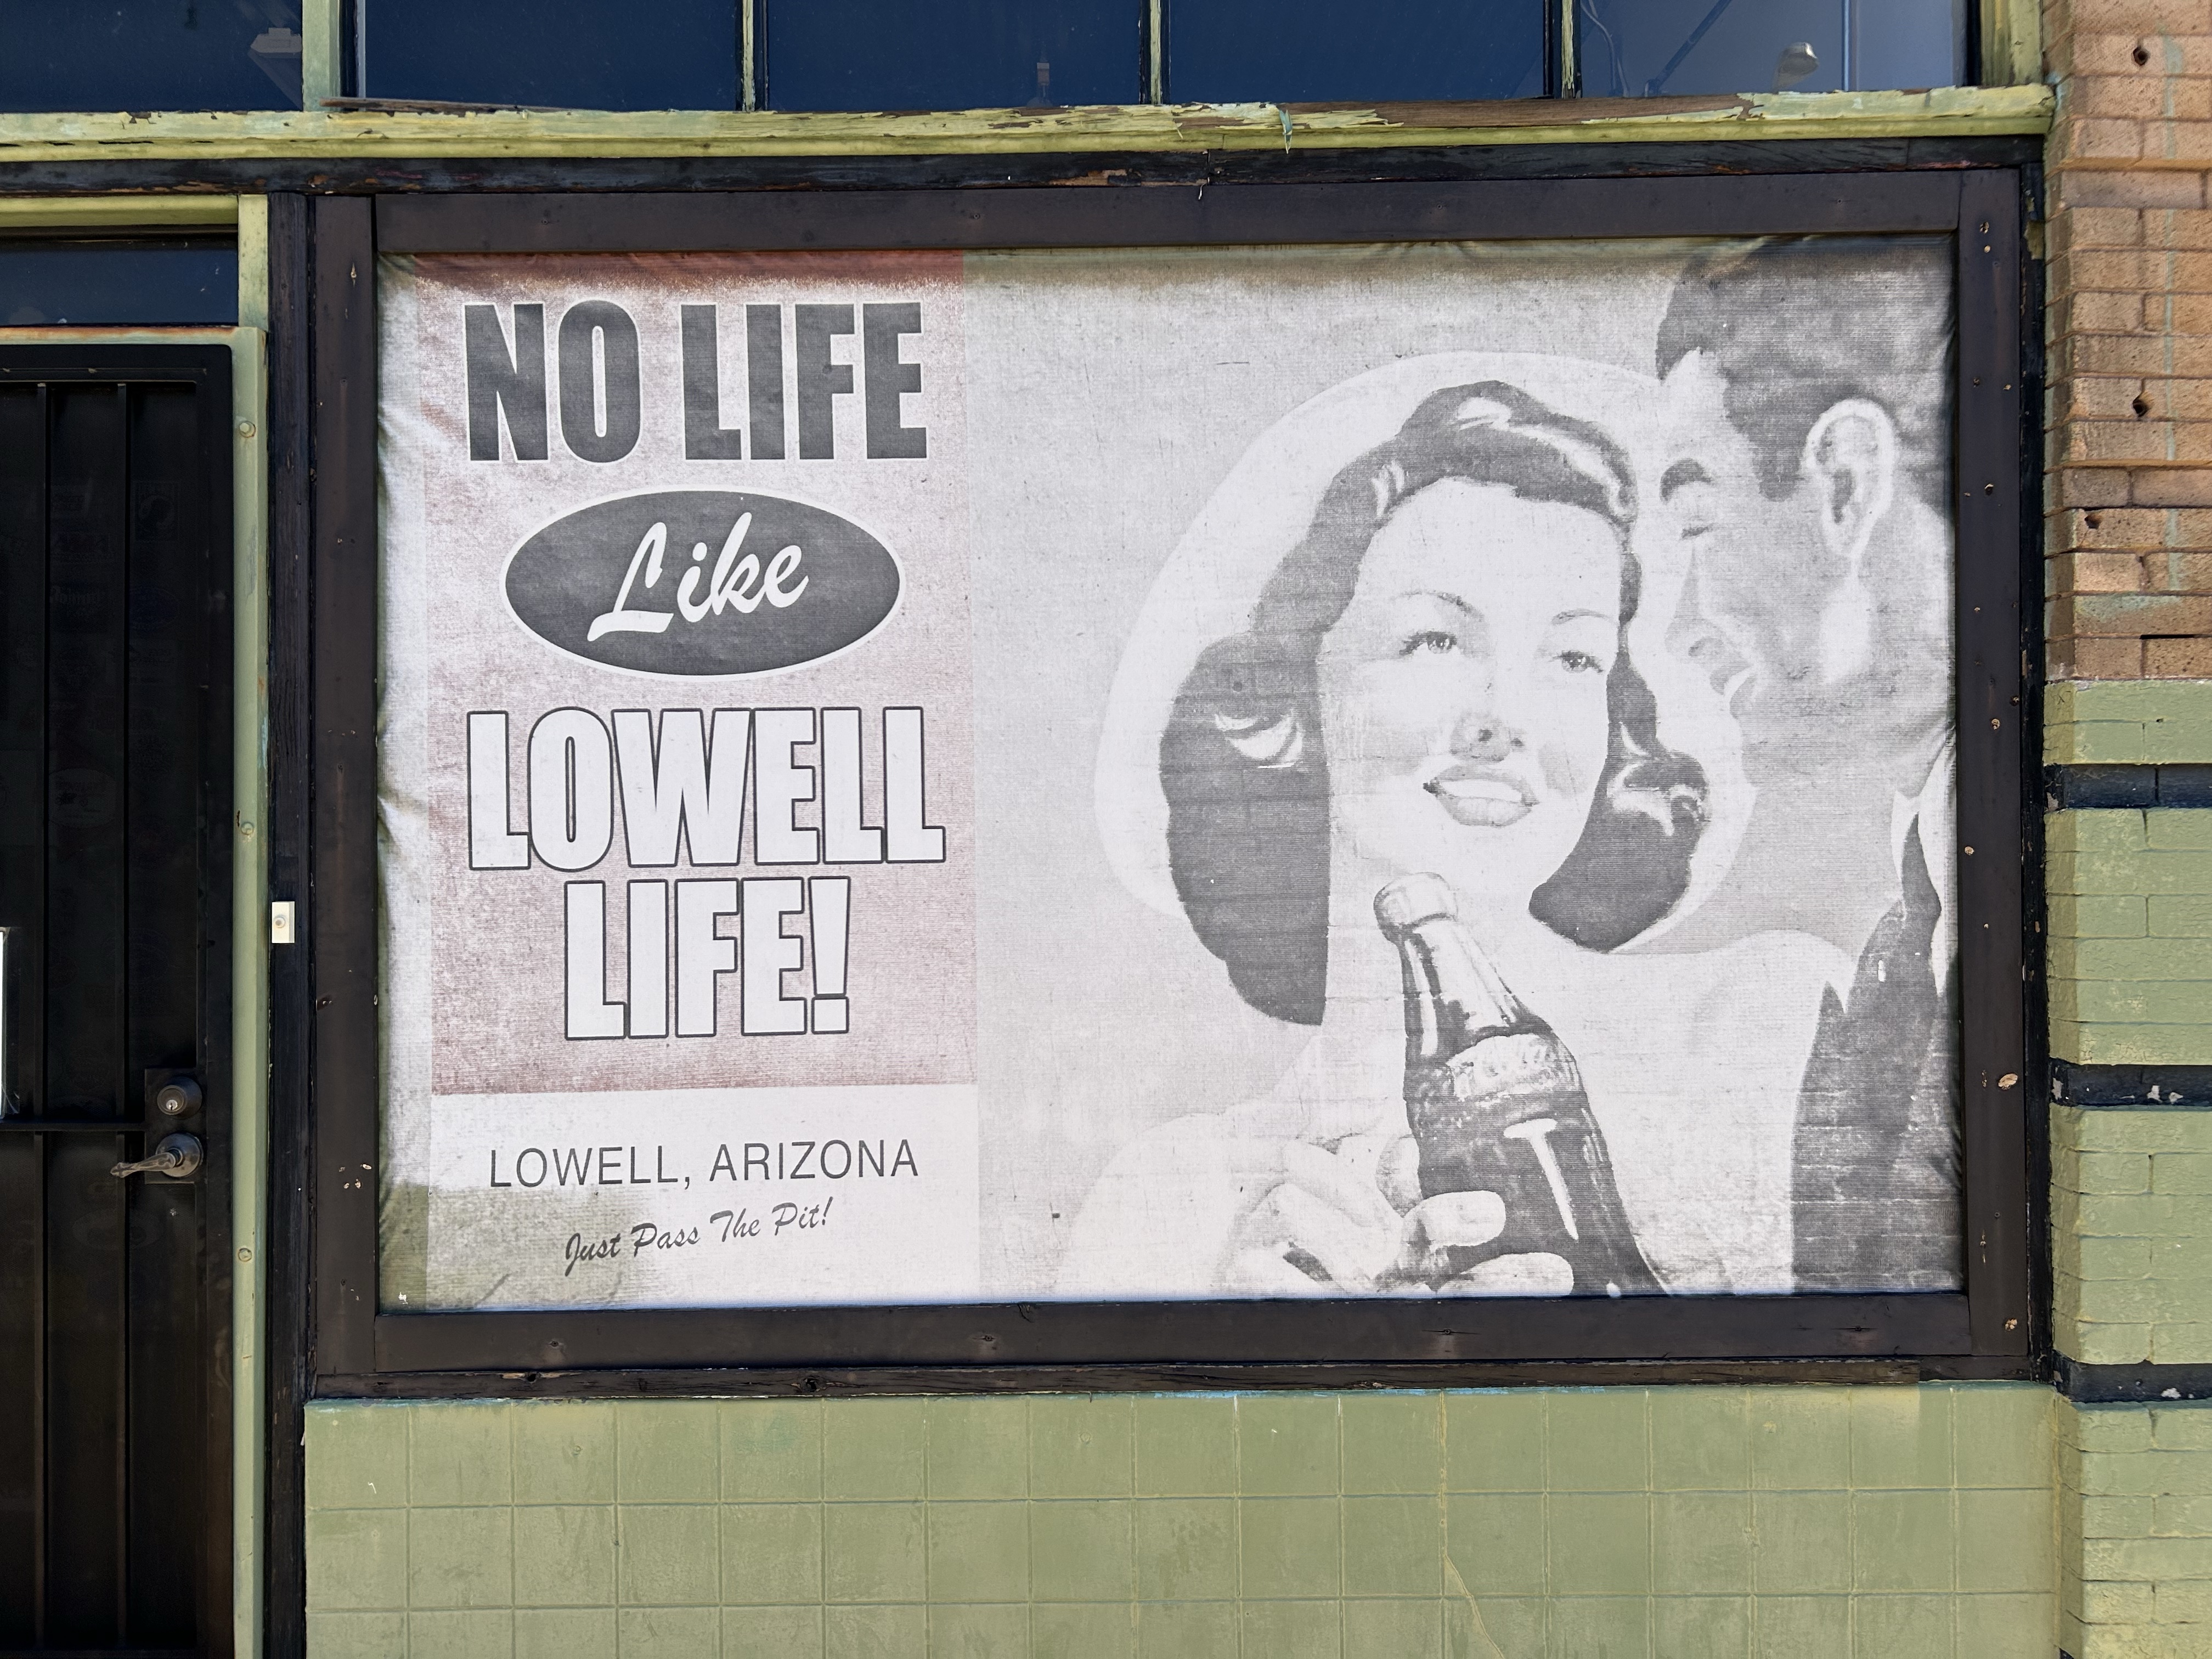 NO LIFE
Like
LOWELL
LIFE!
LOWELL, ARIZONA
Just Pass The Pit!